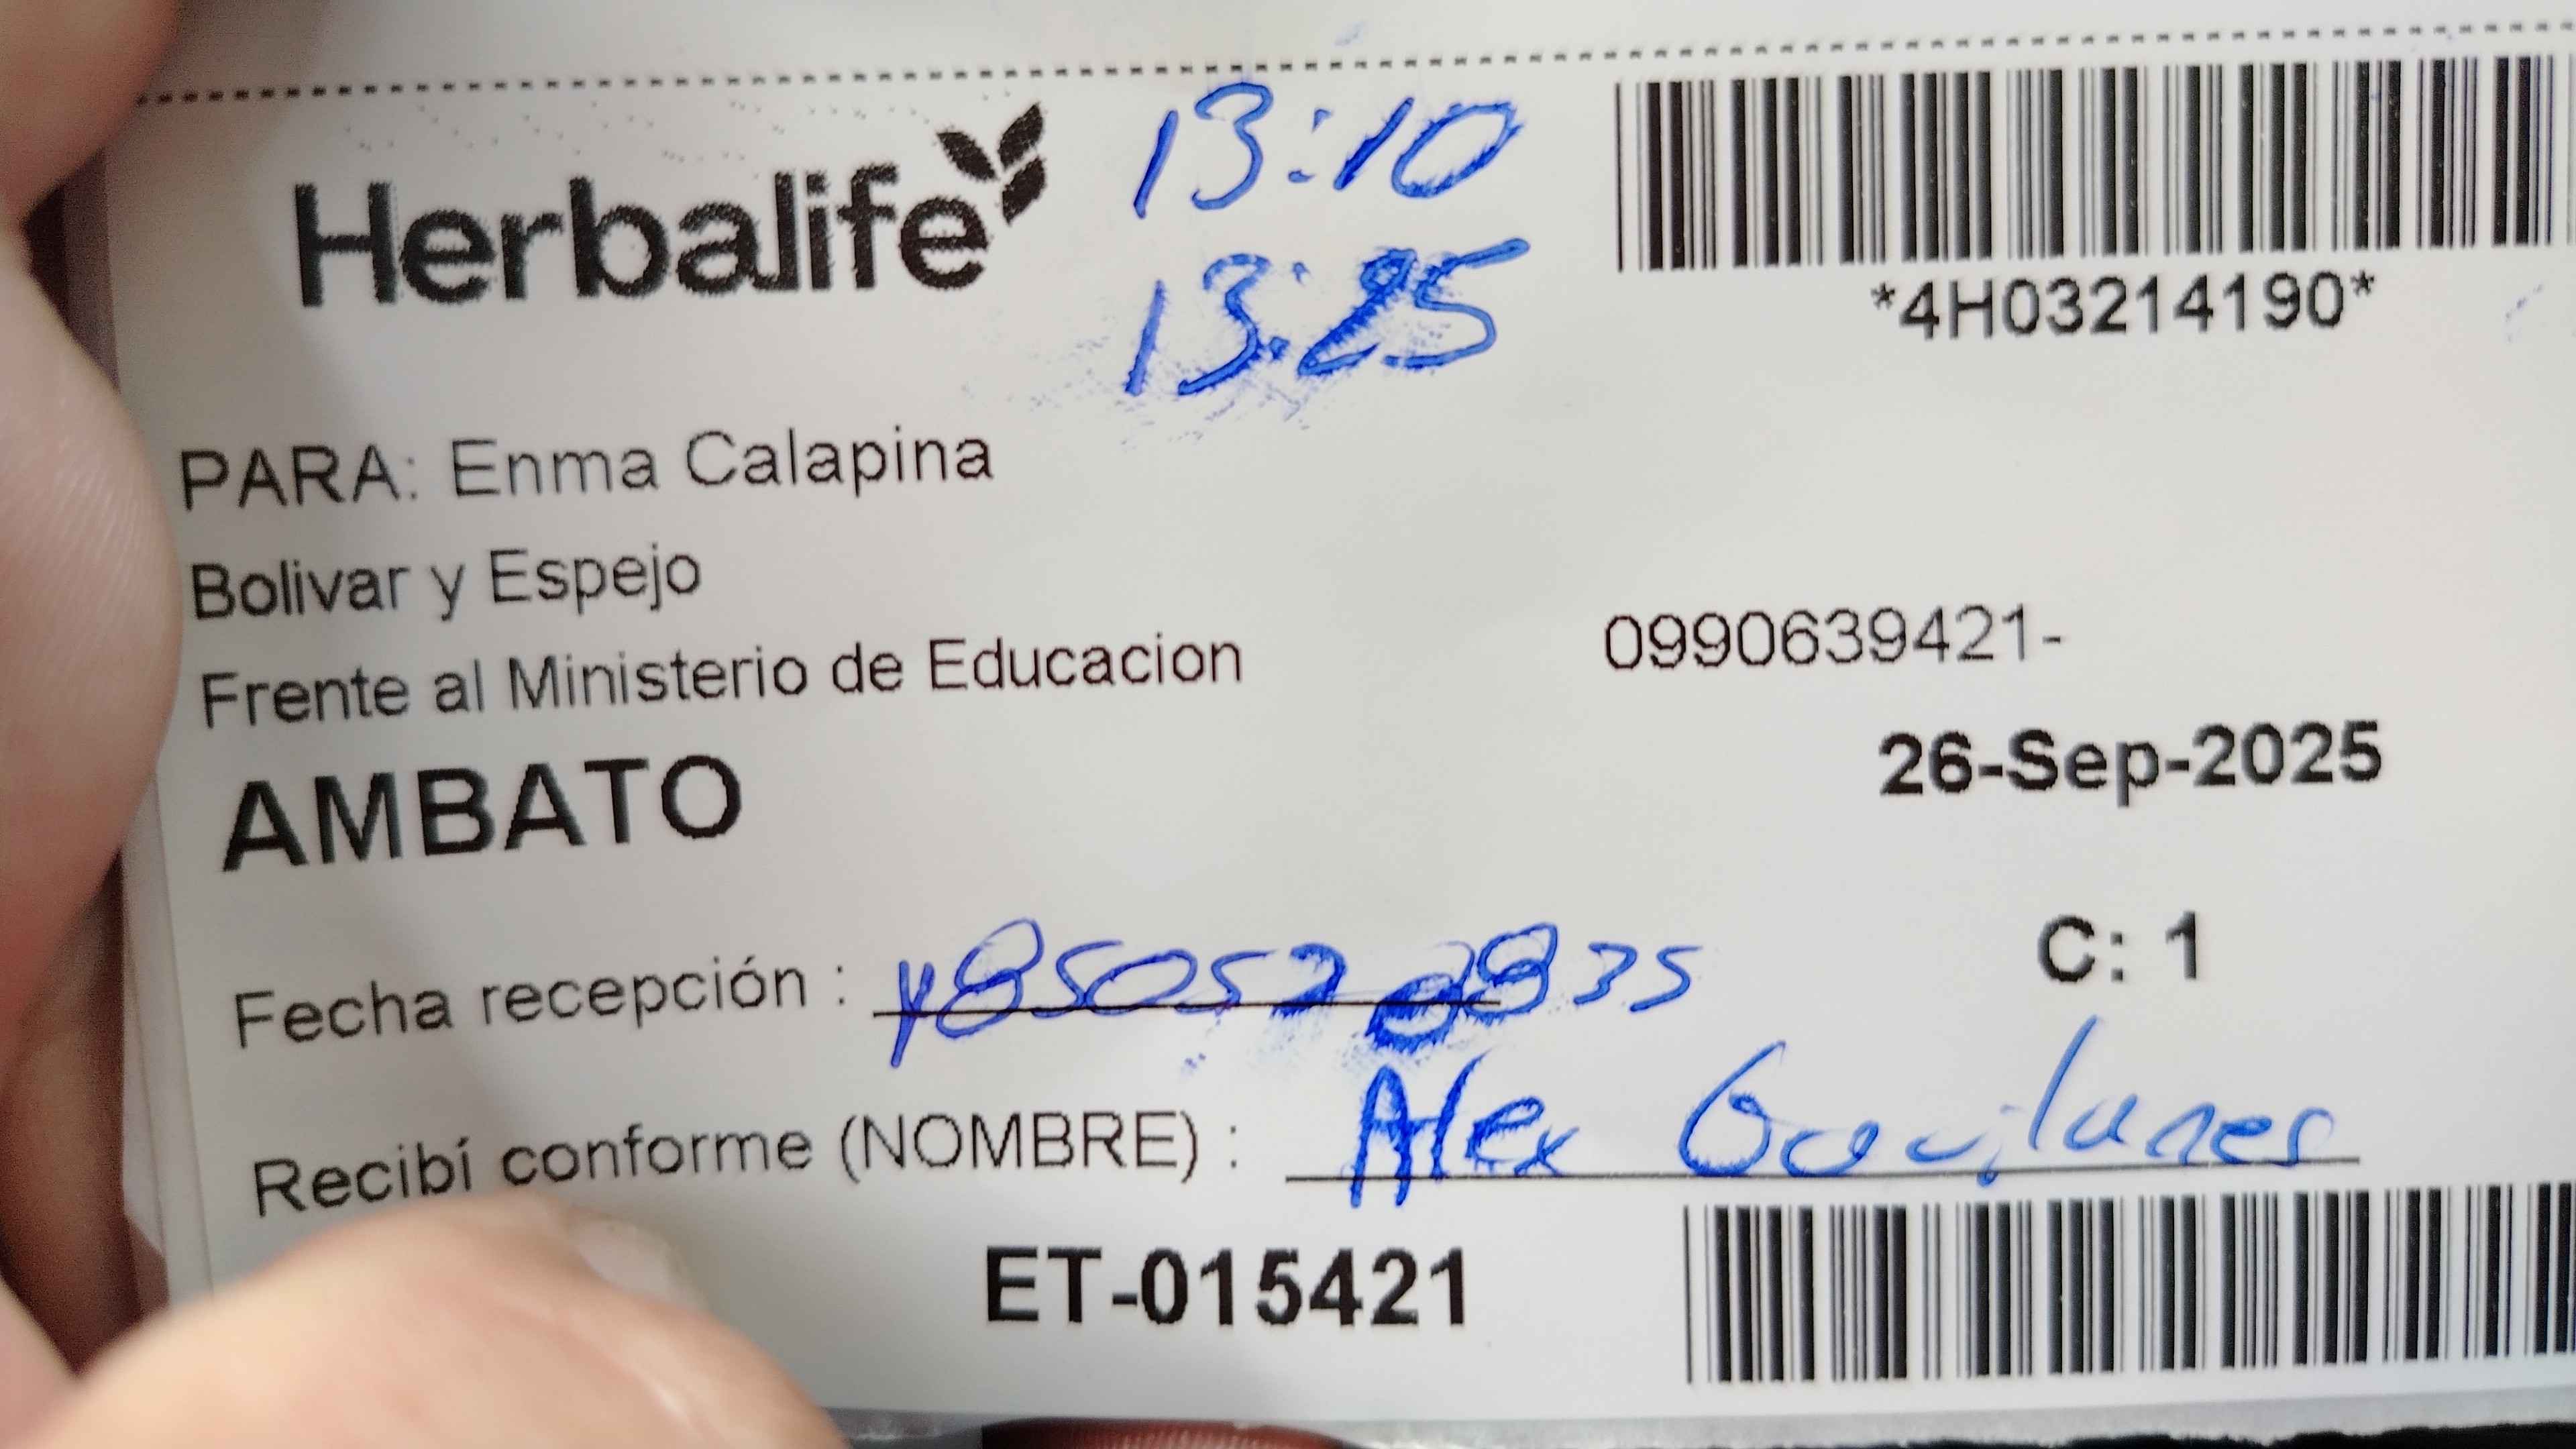 Herbalife
13:10
13:25
*4H03214190*
PARA: Enma Calapina
Bolivar y Espejo
Frente al Ministerio de Educacion
0990639421-
AMBATO
26-Sep-2025
C: 1
Fecha recepción :
Recibí conforme (NOMBRE) : Alex Gavilanes
ET-015421